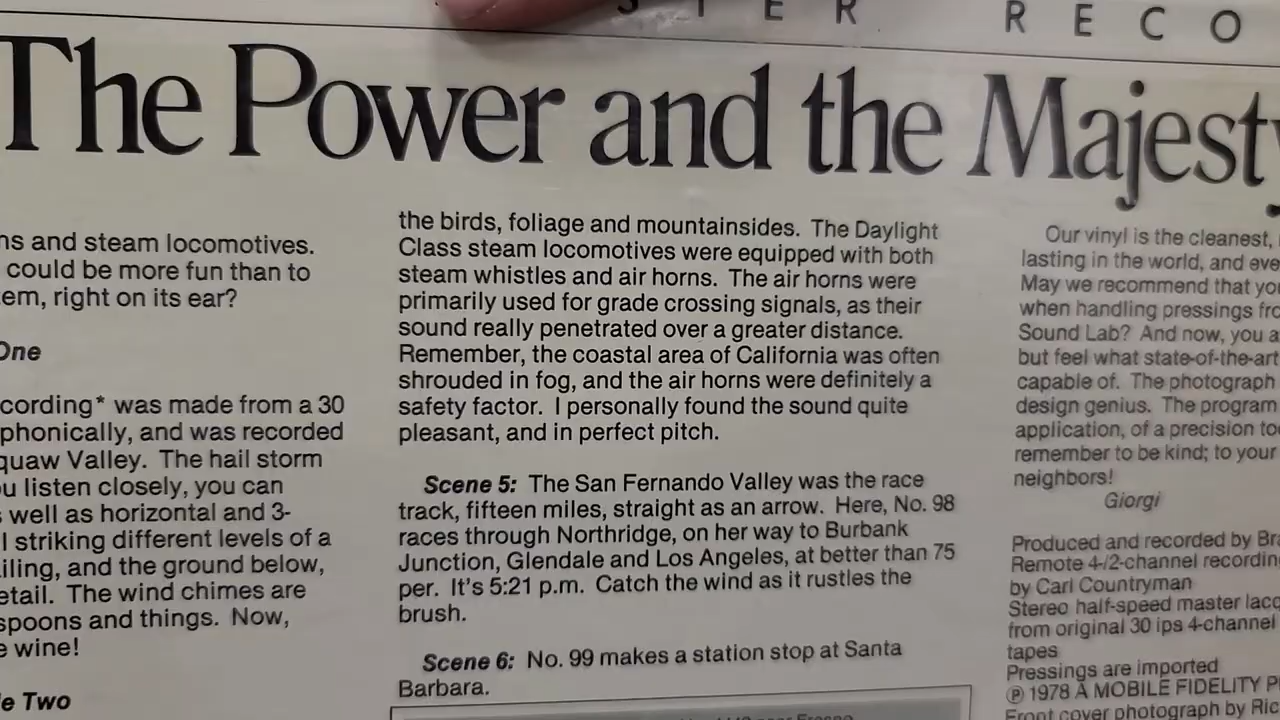 STER RECO
The Power and the Majesty
ns and steam locomotives.
could be more fun than to
em, right on its ear?
One
cording* was made from a 30
phonically, and was recorded
quaw Valley. The hail storm
u listen closely, you can
s well as horizontal and 3-
l striking different levels of a
iling, and the ground below,
etail. The wind chimes are
spoons and things. Now,
e wine!
e Two
the birds, foliage and mountainsides. The Daylight
Class steam locomotives were equipped with both
steam whistles and air horns. The air horns were
primarily used for grade crossing signals, as their
sound really penetrated over a greater distance.
Remember, the coastal area of California was often
shrouded in fog, and the air horns were definitely a
safety factor. I personally found the sound quite
pleasant, and in perfect pitch.
Scene 5: The San Fernando Valley was the race
track, fifteen miles, straight as an arrow. Here, No. 98
races through Northridge, on her way to Burbank
Junction, Glendale and Los Angeles, at better than 75
per. It's 5:21 p.m. Catch the wind as it rustles the
brush.
Scene 6: No. 99 makes a station stop at Santa
Barbara.
Our vinyl is the cleanest,
lasting in the world, and eve
May we recommend that you
when handling pressings fro
Sound Lab? And now, you a
but feel what state-of-the-art
capable of. The photograph
design genius. The program
application, of a precision to
remember to be kind; to your
neighbors!
Giorgi
Produced and recorded by Bra
Remote 4-/2-channel recording
by Carl Countryman
Stereo half-speed master lacq
from original 30 ips 4-channel
tapes
Pressings are imported
℗ 1978 A MOBILE FIDELITY P
Front cover photograph by Ric